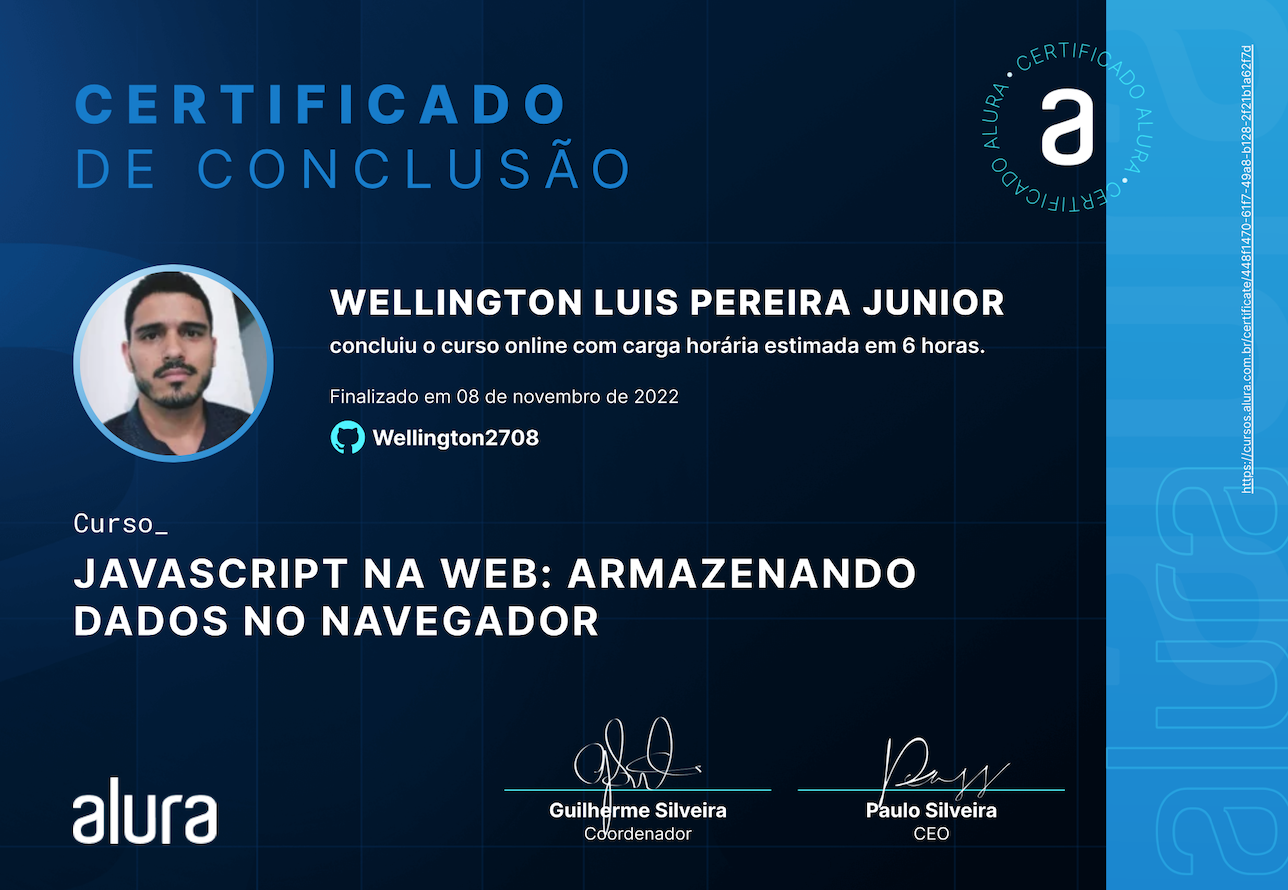 CERTIFICADO
DE CONCLUSÃO
CERTIFICADO ALURA • CERTIFICADO ALURA •
a
WELLINGTON LUIS PEREIRA JUNIOR
concluiu o curso online com carga horária estimada em 6 horas.
Finalizado em 08 de novembro de 2022
Wellington2708
Curso_
JAVASCRIPT NA WEB: ARMAZENANDO
DADOS NO NAVEGADOR
alura
Guilherme Silveira
Coordenador
Paulo Silveira
CEO
https://cursos.alura.com.br/certificate/448f1470-61f7-49a8-b128-2f21b1a62f7d
alura